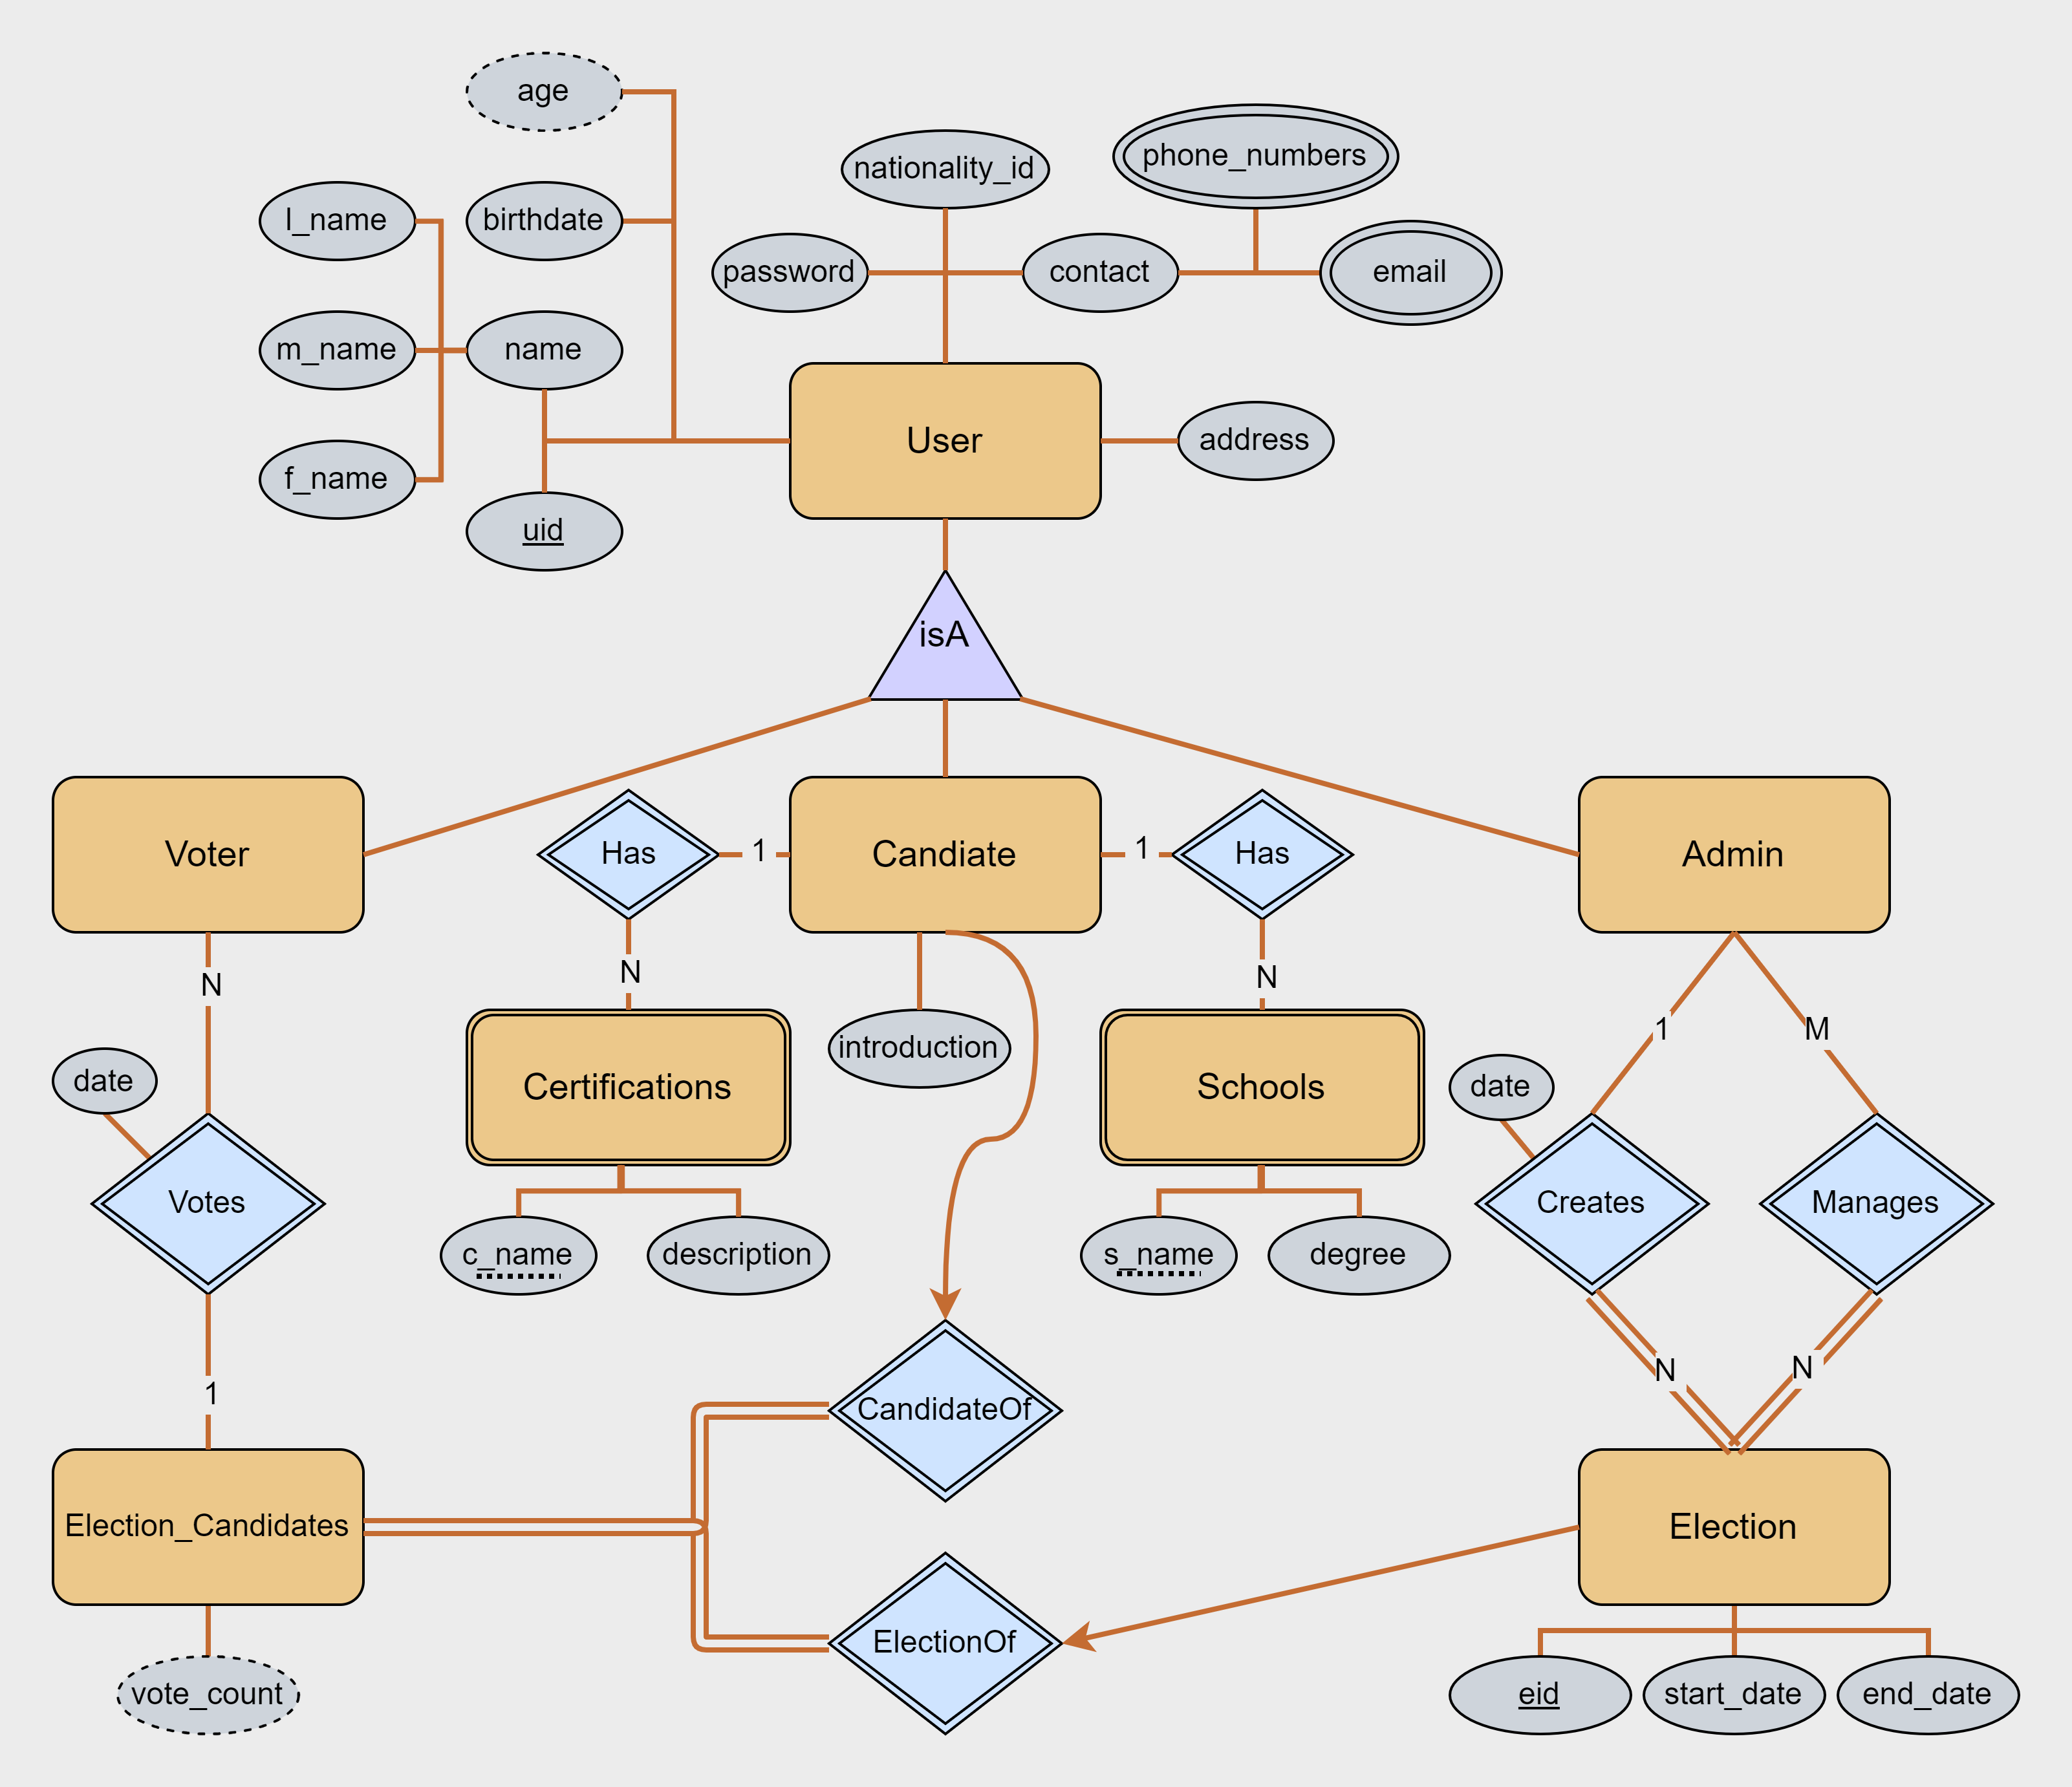 age
nationality_id
phone_numbers
l_name
birthdate
password
contact
email
m_name
name
User
address
f_name
uid
isA
Voter
Has
1
Candiate
1
Has
Admin
N
N
N
1
M
date
Certifications
introduction
Schools
date
Votes
Creates
Manages
c_name
description
s_name
degree
N
N
1
CandidateOf
Election_Candidates
Election
ElectionOf
vote_count
eid
start_date
end_date